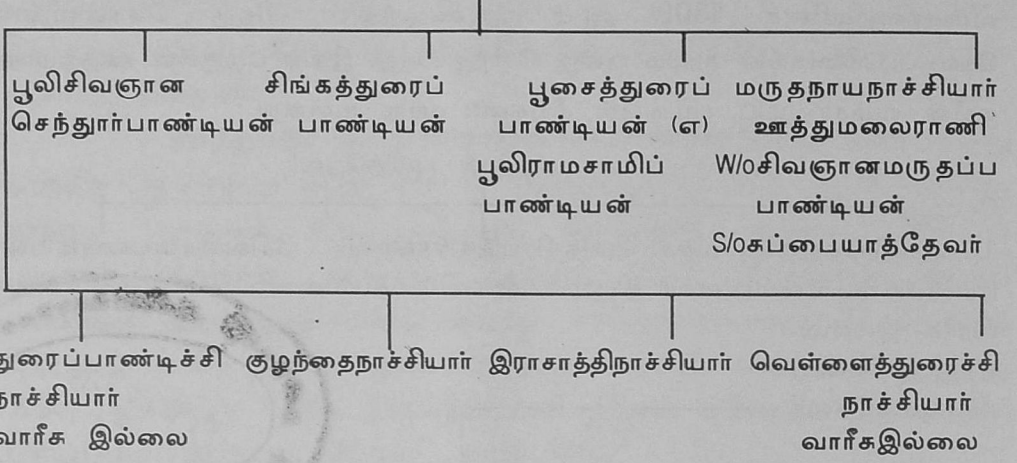 பூலிசிவஞான சிங்கத்துரைப் பூசைத்துரைப் மருதநாயநாச்சியார்
செந்தூர்பாண்டியன் பாண்டியன் பாண்டியன் (எ) ஊத்துமலைராணி
பூலிராமசாமிப் W/oசிவஞானமருதப்ப
பாண்டியன் பாண்டியன்
S/oசுப்பையாத்தேவர்
துரைப்பாண்டிச்சி குழந்தைநாச்சியார் இராசாத்திநாச்சியார் வெள்ளைத்துரைச்சி
நாச்சியார் நாச்சியார்
வாரீசு இல்லை வாரீசுஇல்லை